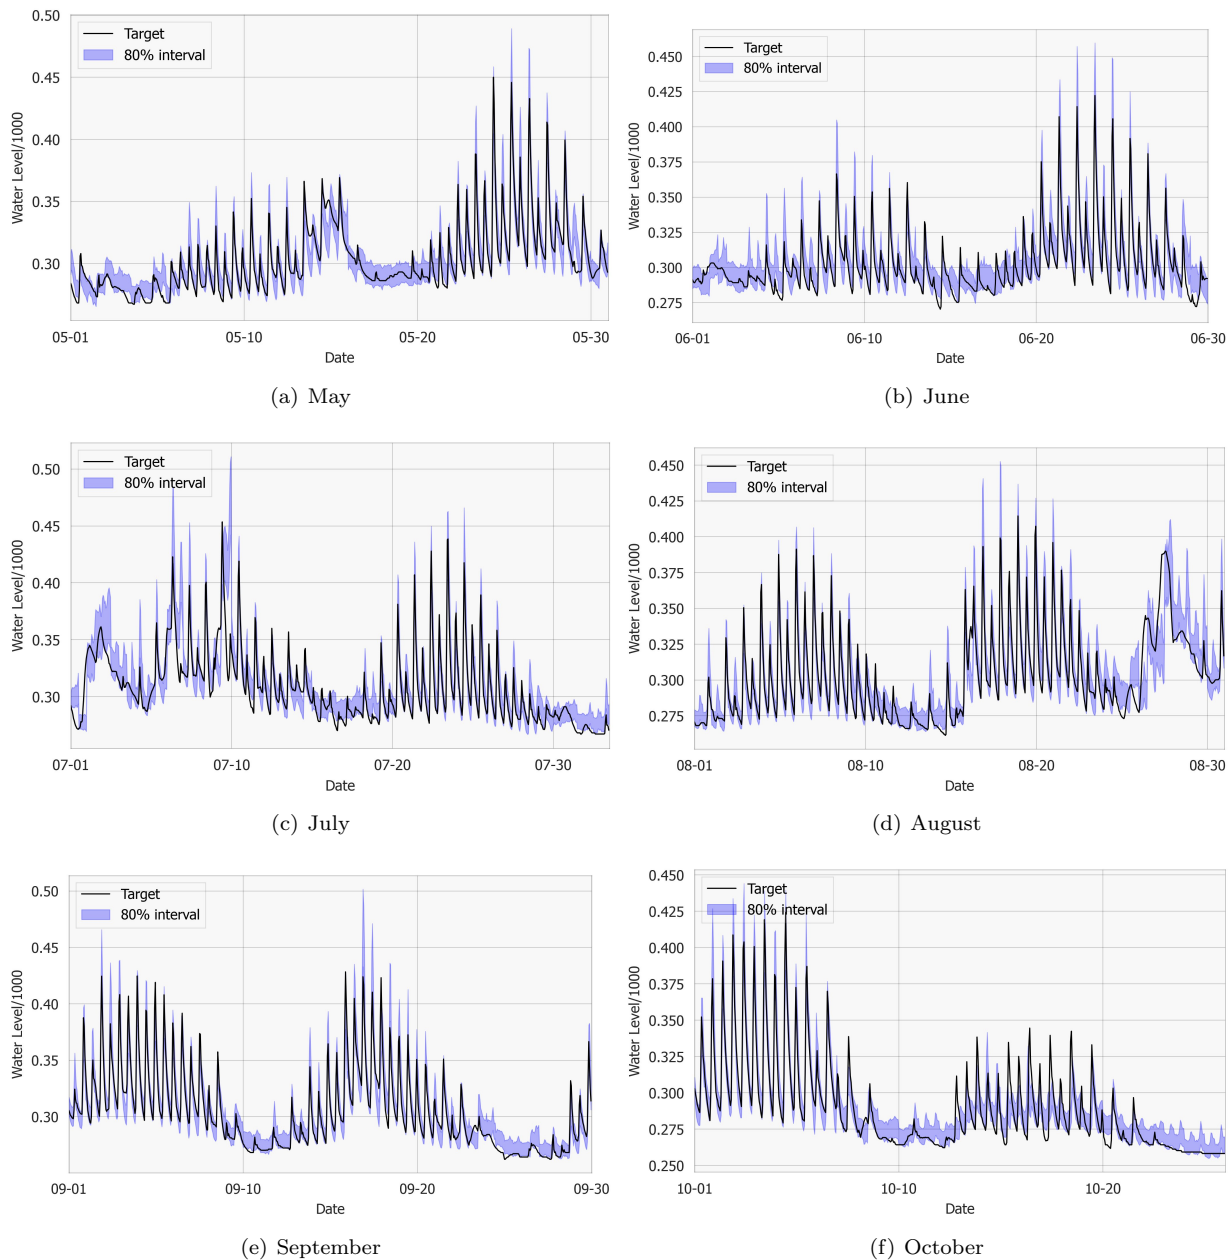 0.50
0.45
0.40
0.35
0.30
Water Level/1000
Target
80% interval
05-01
05-10
05-20
05-30
Date
(a) May
0.450
0.425
0.400
0.375
0.350
0.325
0.300
0.275
Water Level/1000
Target
80% interval
06-01
06-10
06-20
06-30
Date
(b) June
0.50
0.45
0.40
0.35
0.30
Water Level/1000
Target
80% interval
07-01
07-10
07-20
07-30
Date
(c) July
0.450
0.425
0.400
0.375
0.350
0.325
0.300
0.275
Water Level/1000
Target
80% interval
08-01
08-10
08-20
08-30
Date
(d) August
0.50
0.45
0.40
0.35
0.30
Water Level/1000
Target
80% interval
09-01
09-10
09-20
09-30
Date
(e) September
0.450
0.425
0.400
0.375
0.350
0.325
0.300
0.275
0.250
Water Level/1000
Target
80% interval
10-01
10-10
10-20
Date
(f) October